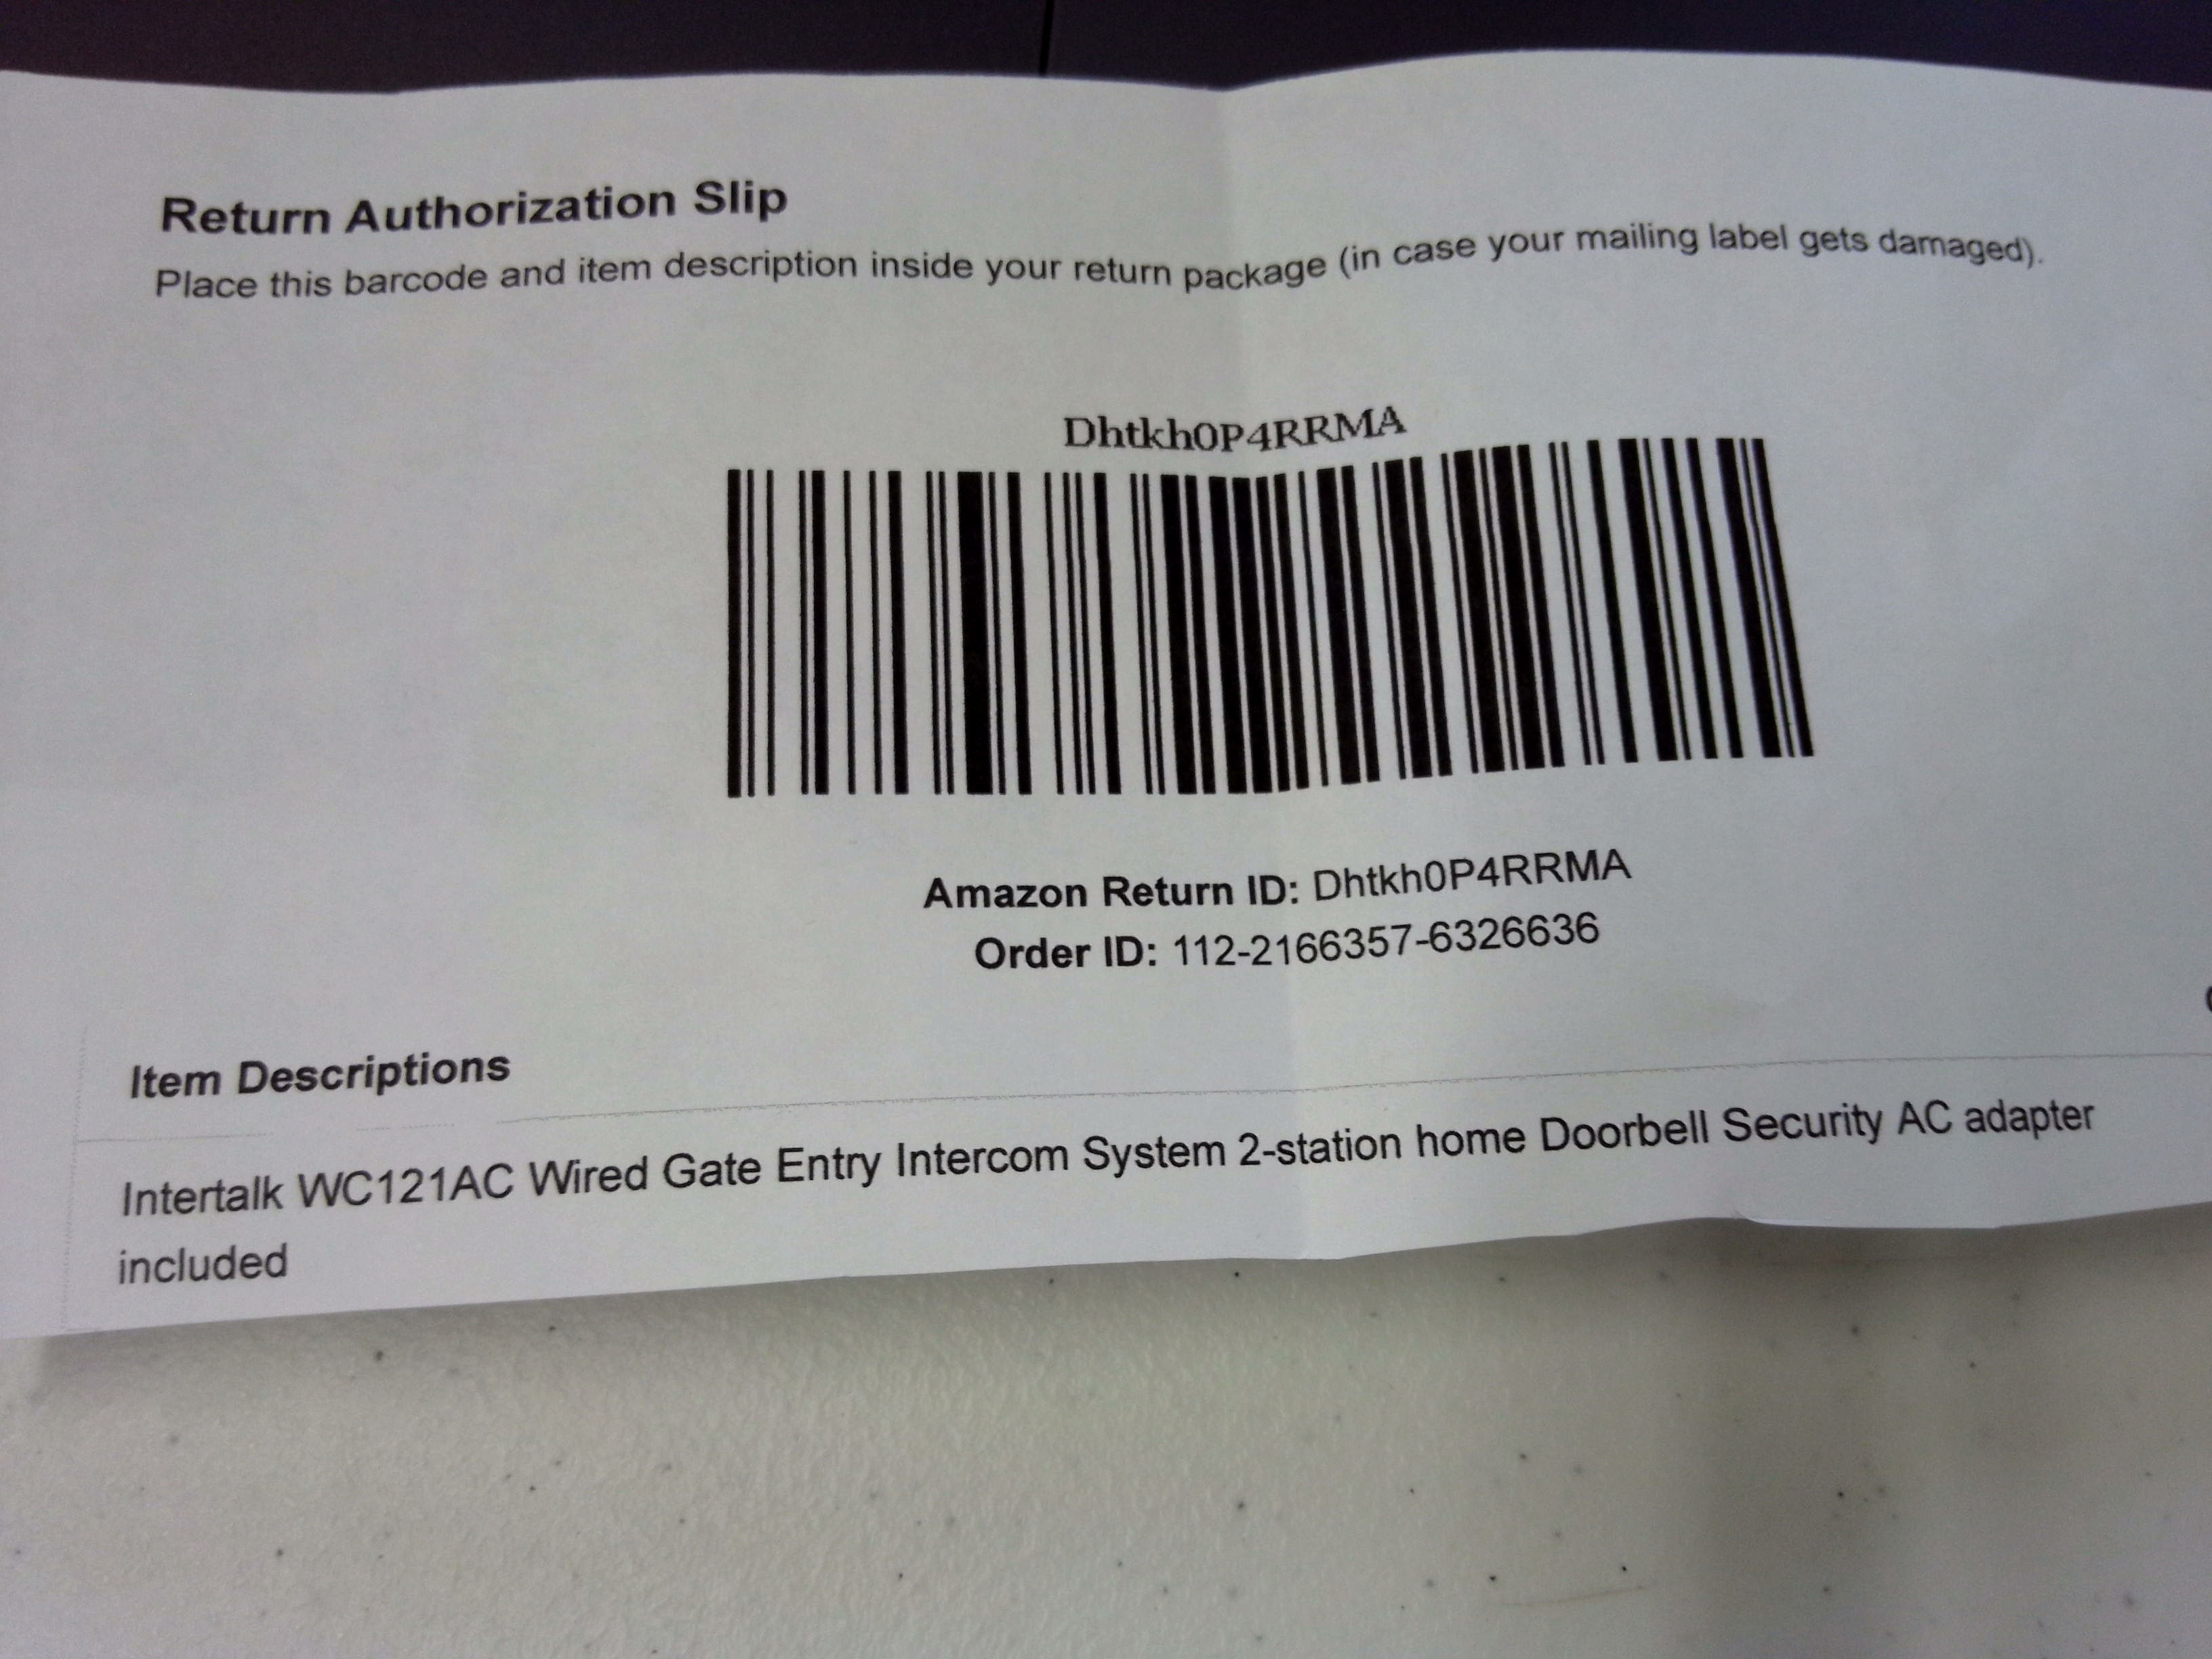 Return Authorization Slip
Place this barcode and item description inside your return package (in case your mailing label gets damaged).
Dhtkh0P4RRMA
Amazon Return ID: Dhtkh0P4RRMA
Order ID: 112-2166357-6326636
Item Descriptions
Intertalk WC121AC Wired Gate Entry Intercom System 2-station home Doorbell Security AC adapter
included